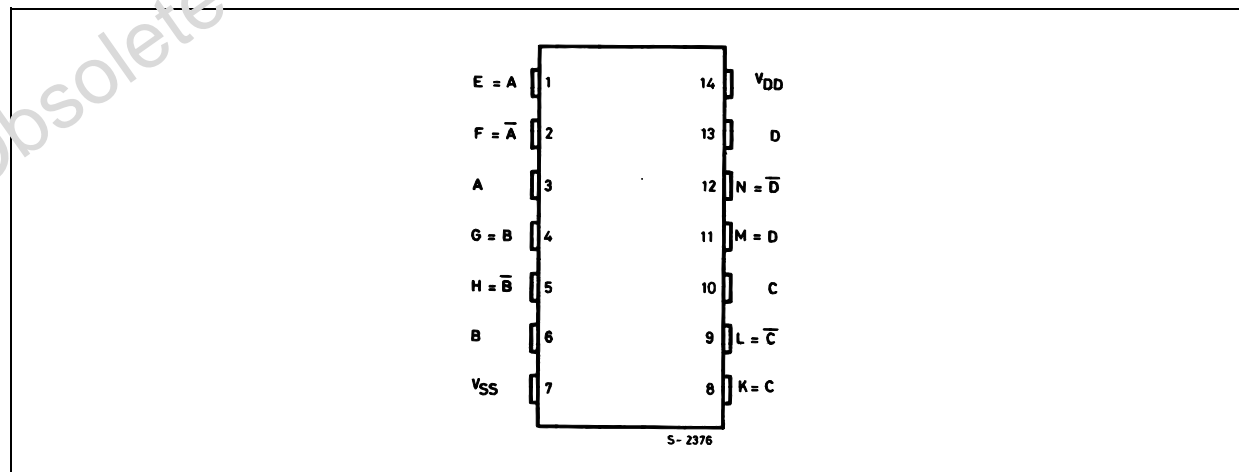 Obsolete
E = A 1 14 VDD
F = A̅ 2 13 D
A 3 12 N = D̅
G = B 4 11 M = D
H = B̅ 5 10 C
B 6 9 L = C̅
VSS 7 8 K = C
S- 2376